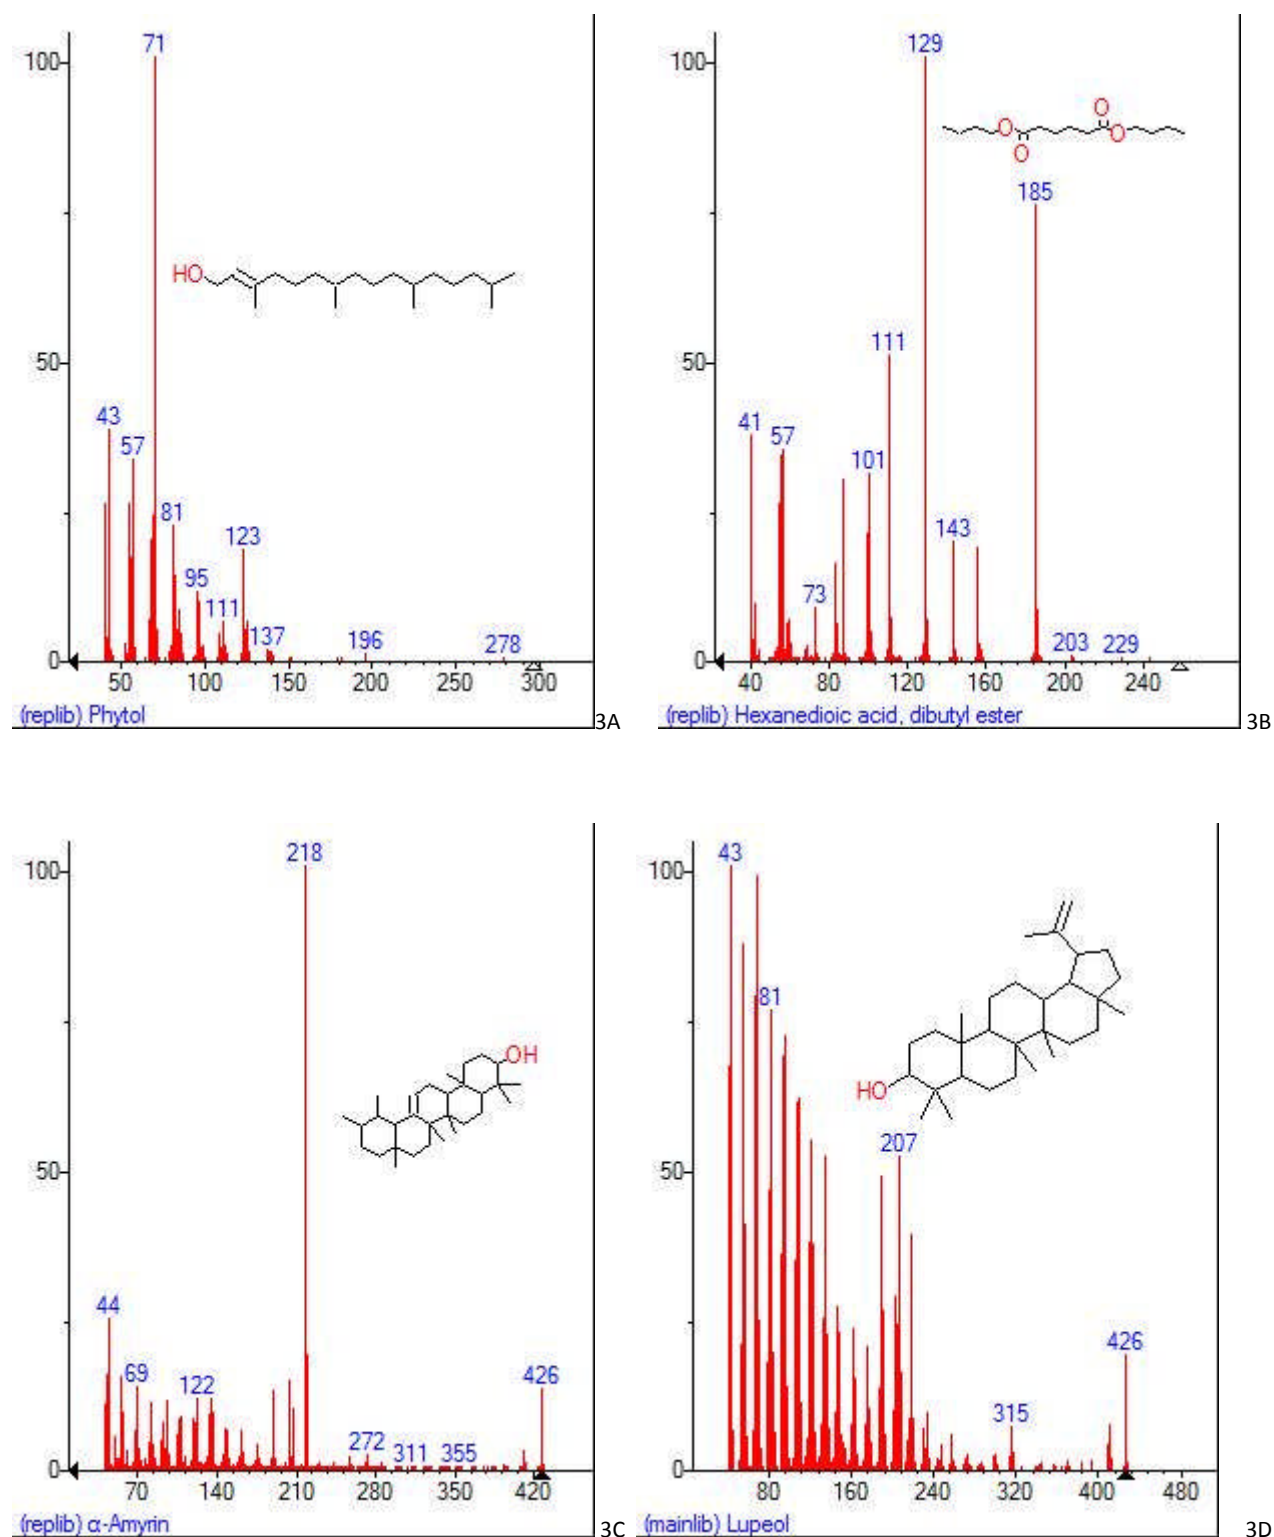 71
100
HO
50
43
57
81
123
95
111
137
196
278
0
50 100 150 200 250 300
(replib) Phytol
3A
129
100
O
O
O
O
185
50
111
41
57
101
143
73
203 229
0
40 80 120 160 200 240
(replib) Hexanedioic acid, dibutyl ester
3B
218
100
OH
50
44
69
122
426
272
311 355
0
70 140 210 280 350 420
(replib) α-Amyrin
3C
43
100
81
HO
207
50
426
315
0
80 160 240 320 400 480
(mainlib) Lupeol
3D